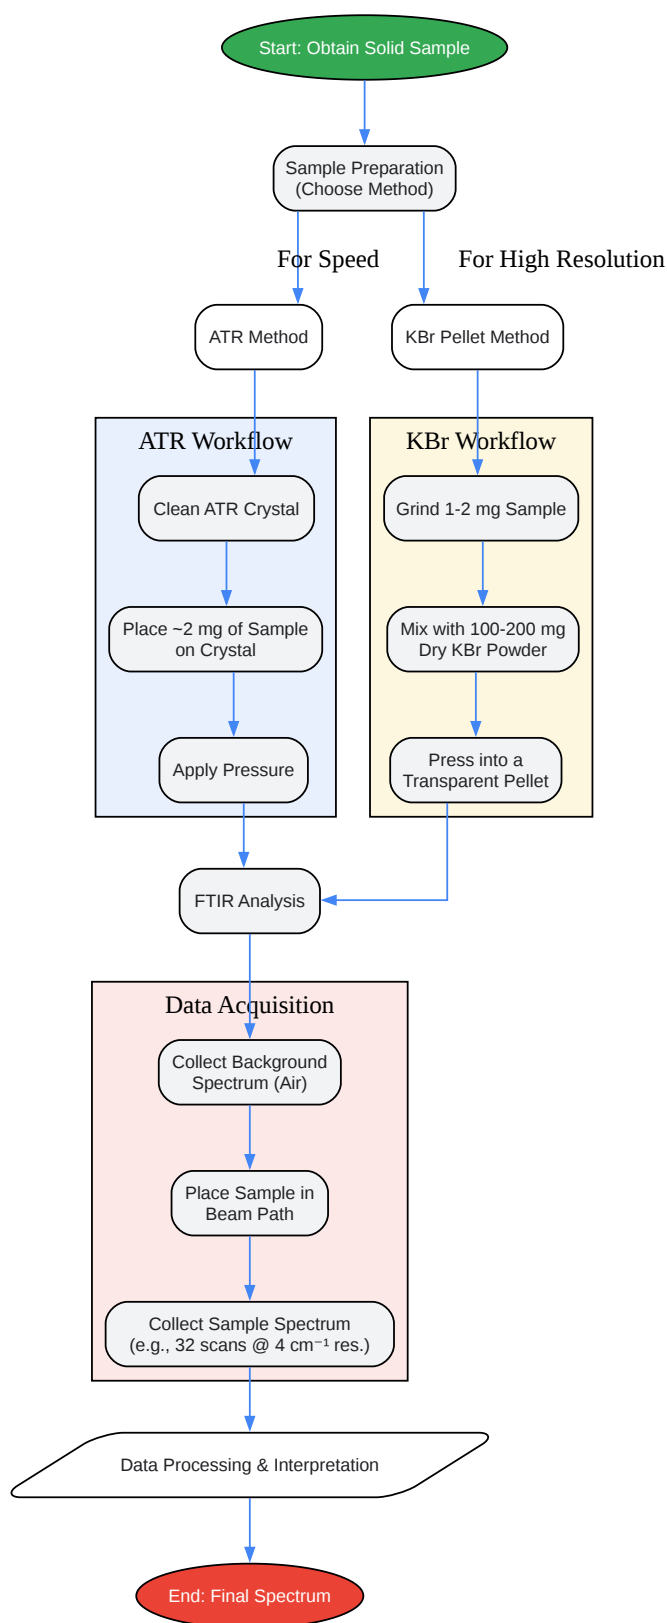 Start: Obtain Solid Sample
Sample Preparation
(Choose Method)
For Speed
For High Resolution
ATR Method
KBr Pellet Method
ATR Workflow
Clean ATR Crystal
Place ~2 mg of Sample
on Crystal
Apply Pressure
KBr Workflow
Grind 1-2 mg Sample
Mix with 100-200 mg
Dry KBr Powder
Press into a
Transparent Pellet
FTIR Analysis
Data Acquisition
Collect Background
Spectrum (Air)
Place Sample in
Beam Path
Collect Sample Spectrum
(e.g., 32 scans @ 4 cm⁻¹ res.)
Data Processing & Interpretation
End: Final Spectrum